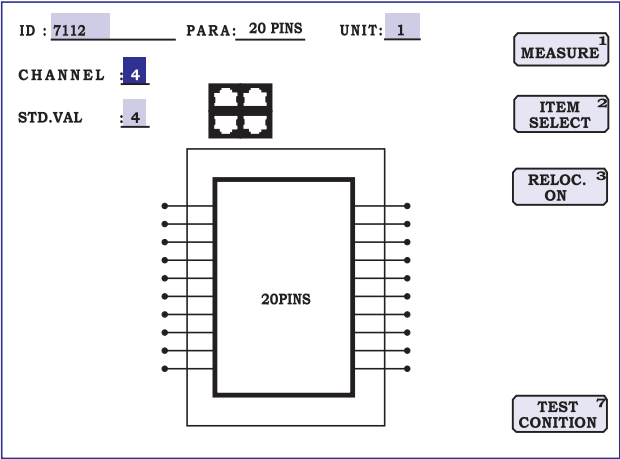 ID : 7112 PARA: 20 PINS UNIT: 1
CHANNEL : 4
STD.VAL : 4
MEASURE 1
ITEM 2
SELECT
RELOC. 3
ON
20PINS
TEST 7
CONITION